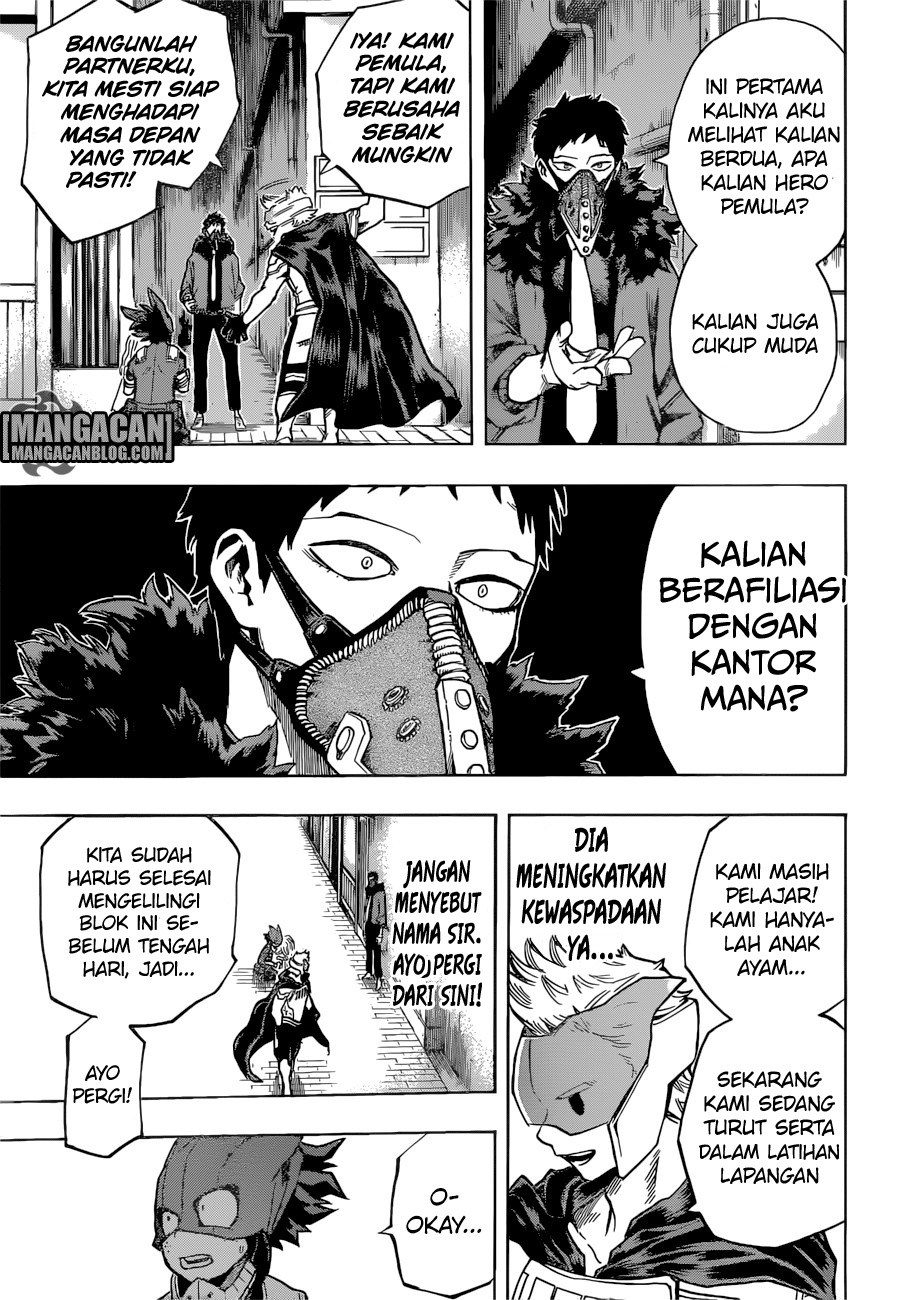 INI PERTAMA
KALINYA AKU
MELIHAT KALIAN
BERDUA, APA
KALIAN HERO
PEMULA?
KALIAN JUGA
CUKUP MUDA
IYA! KAMI
PEMULA,
TAPI KAMI
BERUSAHA
SEBAIK
MUNGKIN
BANGUNLAH
PARTNERKU,
KITA MESTI SIAP
MENGHADAPI
MASA DEPAN
YANG TIDAK
PASTI!
MANGACAN
MANGACANBLOG.COM
KALIAN
BERAFILIASI
DENGAN
KANTOR
MANA?
KAMI MASIH
PELAJAR!
KAMI HANYA-
LAH ANAK
AYAM...
DIA
MENINGKATKAN
KEWASPADAAN
YA....
SEKARANG
KAMI SEDANG
TURUT SERTA
DALAM LATIHAN
LAPANGAN
JANGAN
MENYEBUT
NAMA SIR.
AYO PERGI
DARI SINI!
KITA SUDAH
HARUS SELESAI
MENGELILINGI
BLOK INI SE-
BELUM TENGAH
HARI, JADI...
AYO
PERGI!
O-
OKAY...